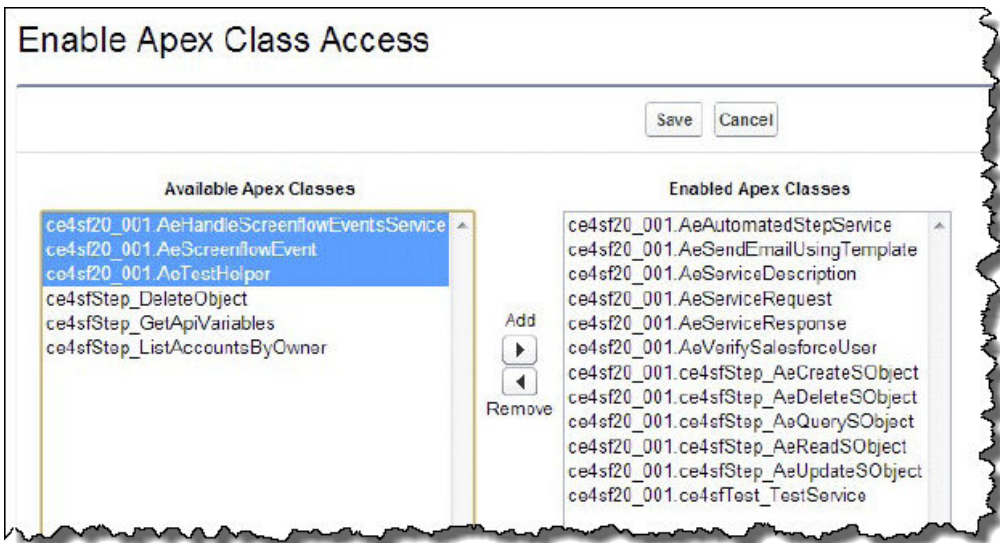 Enable Apex Class Access
Save Cancel
Available Apex Classes
ce4sf20_001.AeHandleScreenflowEventsService
ce4sf20_001.AeScreenflowEvent
ce4sf20_001.AeTestHelper
ce4sfStep_DeleteObject
ce4sfStep_GetApiVariables
ce4sfStep_ListAccountsByOwner
Add
Remove
Enabled Apex Classes
ce4sf20_001.AeAutomatedStepService
ce4sf20_001.AeSendEmailUsingTemplate
ce4sf20_001.AeServiceDescription
ce4sf20_001.AeServiceRequest
ce4sf20_001.AeServiceResponse
ce4sf20_001.AeVerifySalesforceUser
ce4sf20_001.ce4sfStep_AeCreateSObject
ce4sf20_001.ce4sfStep_AeDeleteSObject
ce4sf20_001.ce4sfStep_AeQuerySObject
ce4sf20_001.ce4sfStep_AeReadSObject
ce4sf20_001.ce4sfStep_AeUpdateSObject
ce4sf20_001.ce4sfTest_TestService